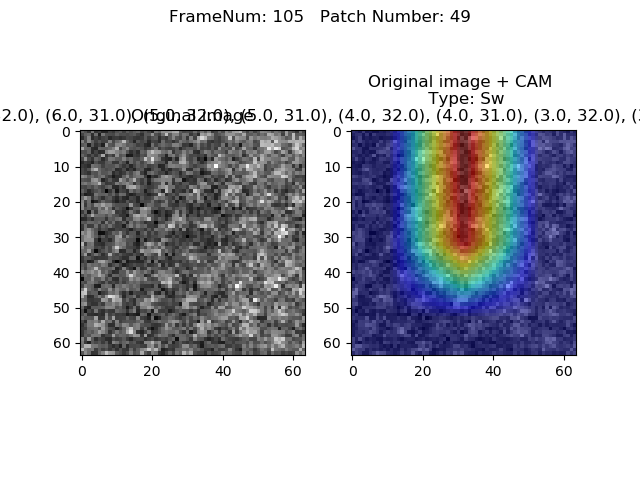 FrameNum: 105   Patch Number: 49
Original image + CAM
Type: Sw
2.0), (6.0, 31.0), (5.0, 32.0), (5.0, 31.0), (4.0, 32.0), (4.0, 31.0), (3.0, 32.0), (3
Original image
0
10
20
30
40
50
60
0 20 40 60
0
10
20
30
40
50
60
0 20 40 60